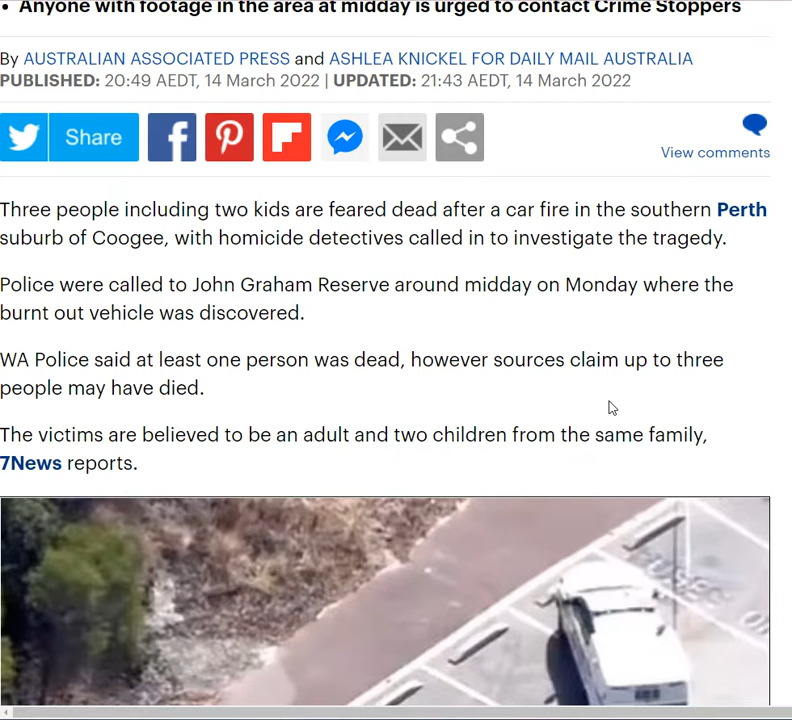 • Anyone with footage in the area at midday is urged to contact Crime Stoppers
By AUSTRALIAN ASSOCIATED PRESS and ASHLEA KNICKEL FOR DAILY MAIL AUSTRALIA
PUBLISHED: 20:49 AEDT, 14 March 2022 | UPDATED: 21:43 AEDT, 14 March 2022
Share
View comments
Three people including two kids are feared dead after a car fire in the southern Perth
suburb of Coogee, with homicide detectives called in to investigate the tragedy.
Police were called to John Graham Reserve around midday on Monday where the
burnt out vehicle was discovered.
WA Police said at least one person was dead, however sources claim up to three
people may have died.
The victims are believed to be an adult and two children from the same family,
7News reports.